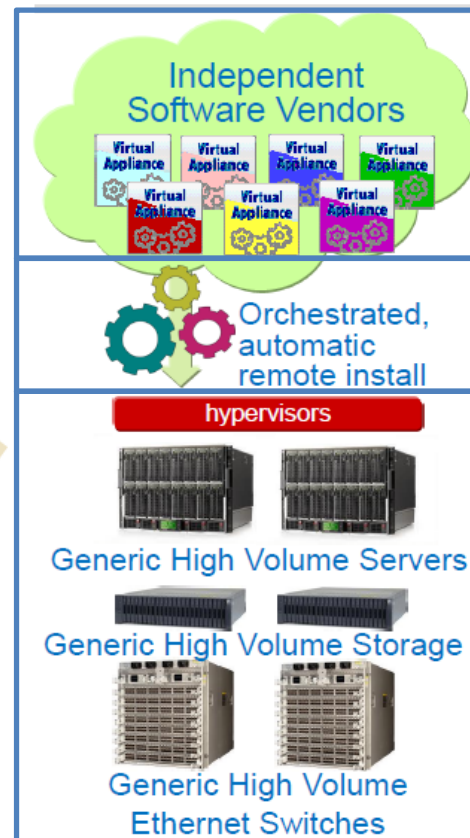 Independent
Software Vendors
Virtual Appliance
Virtual Appliance
Virtual Appliance
Virtual Appliance
Virtual Appliance
Virtual Appliance
Virtual Appliance
Orchestrated,
automatic
remote install
hypervisors
Generic High Volume Servers
Generic High Volume Storage
Generic High Volume
Ethernet Switches